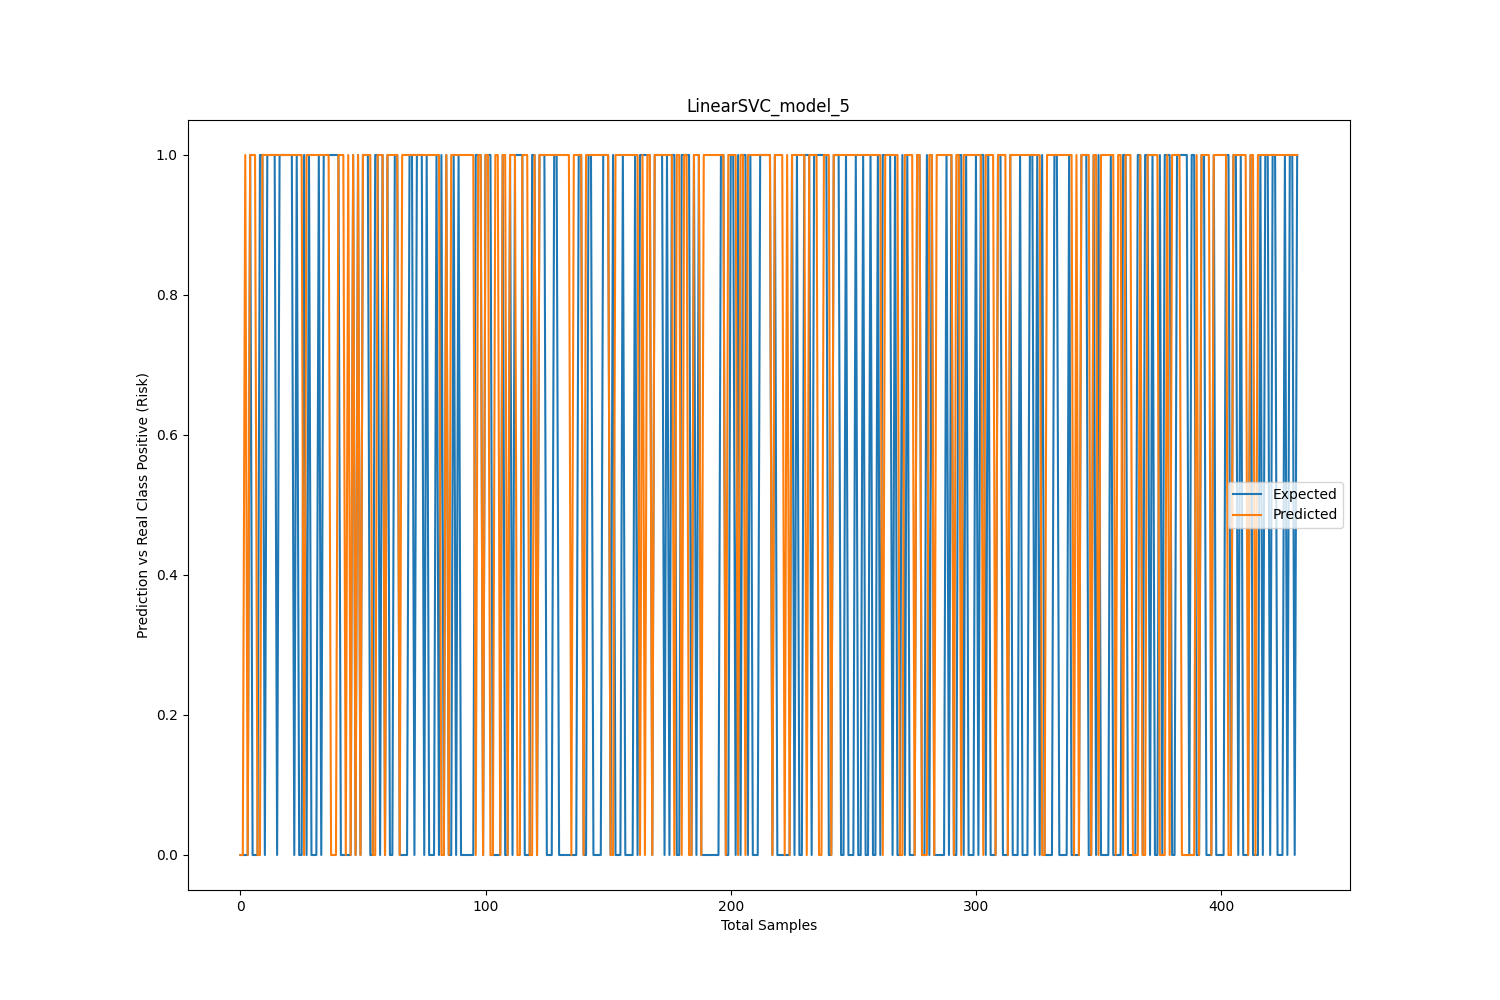 LinearSVC_model_5
1.0
0.8
0.6
0.4
0.2
0.0
Prediction vs Real Class Positive (Risk)
Expected
Predicted
0 100 200 300 400
Total Samples